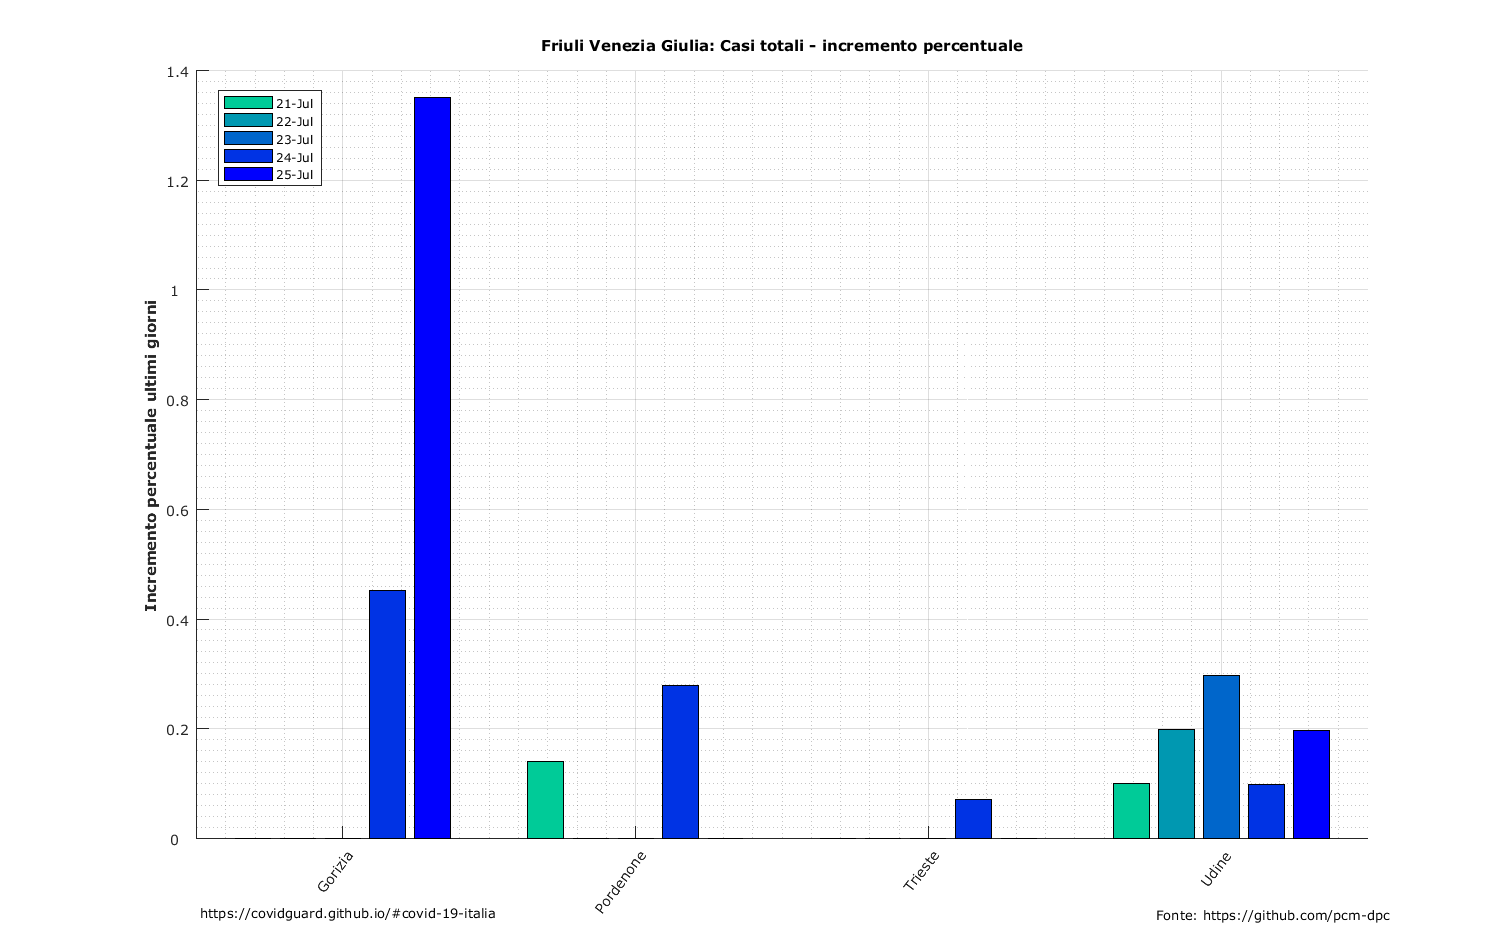 Friuli Venezia Giulia: Casi totali - incremento percentuale
1.4
1.2
1
0.8
0.6
0.4
0.2
0
Incremento percentuale ultimi giorni
21-Jul
22-Jul
23-Jul
24-Jul
25-Jul
Gorizia
Pordenone
Trieste
Udine
https://covidguard.github.io/#covid-19-italia
Fonte: https://github.com/pcm-dpc